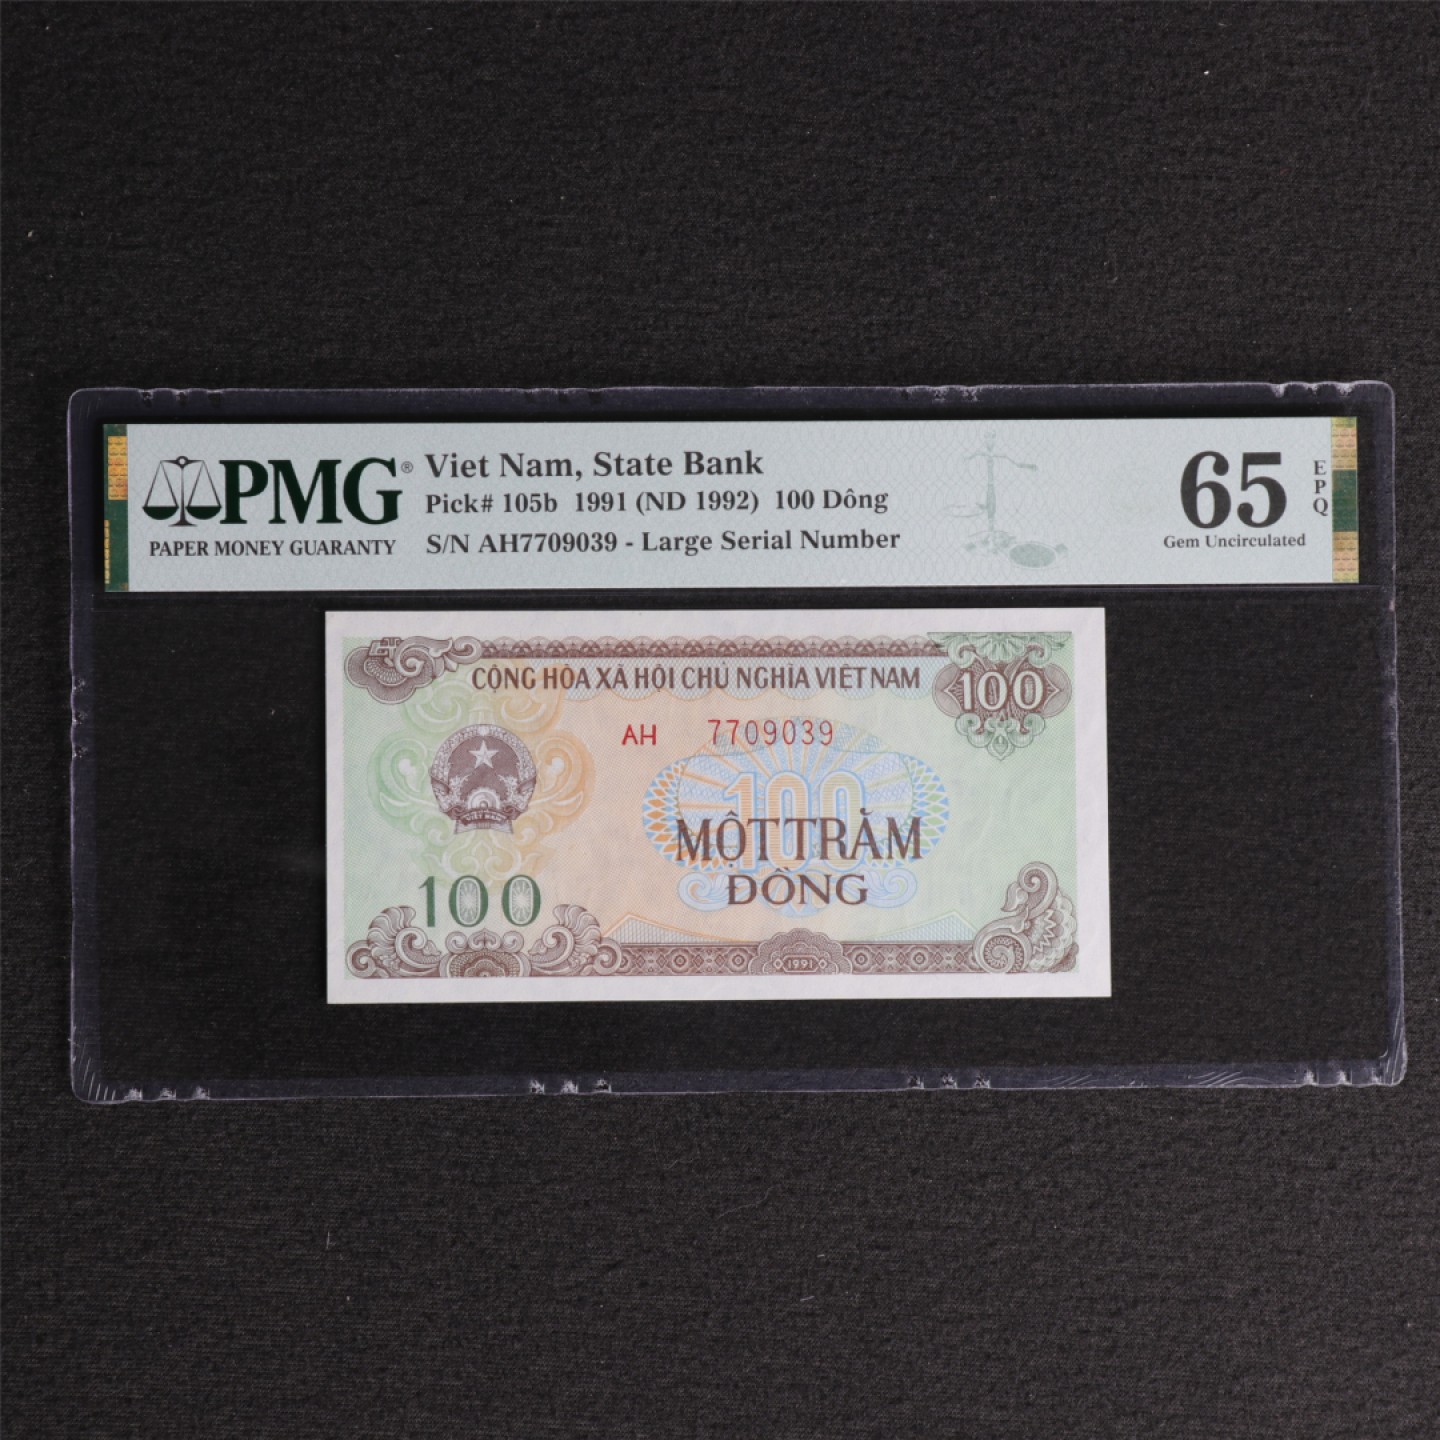 PMG®
PAPER MONEY GUARANTY
Viet Nam, State Bank
Pick# 105b 1991 (ND 1992) 100 Dông
S/N AH7709039 - Large Serial Number
65
EPQ
Gem Uncirculated
CỘNG HÒA XÃ HỘI CHỦ NGHĨA VIỆT NAM
100
AH 7709039
VIỆT NAM
100
MỘT TRĂM
ĐỒNG
100
1991